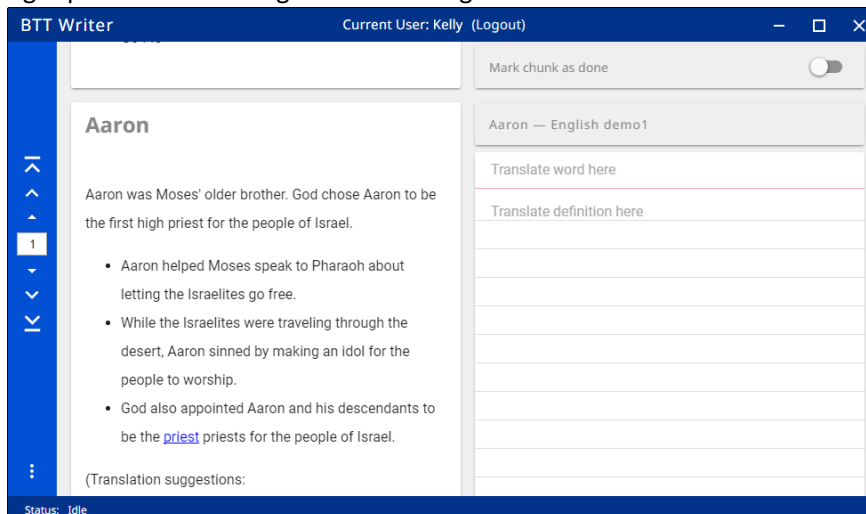 BTT Writer
Current User: Kelly (Logout)
Mark chunk as done
Aaron
Aaron — English demo1
Translate word here
Aaron was Moses' older brother. God chose Aaron to be
the first high priest for the people of Israel.
Translate definition here
1
• Aaron helped Moses speak to Pharaoh about
letting the Israelites go free.
• While the Israelites were traveling through the
desert, Aaron sinned by making an idol for the
people to worship.
• God also appointed Aaron and his descendants to
be the priest priests for the people of Israel.
(Translation suggestions:
Status: Idle